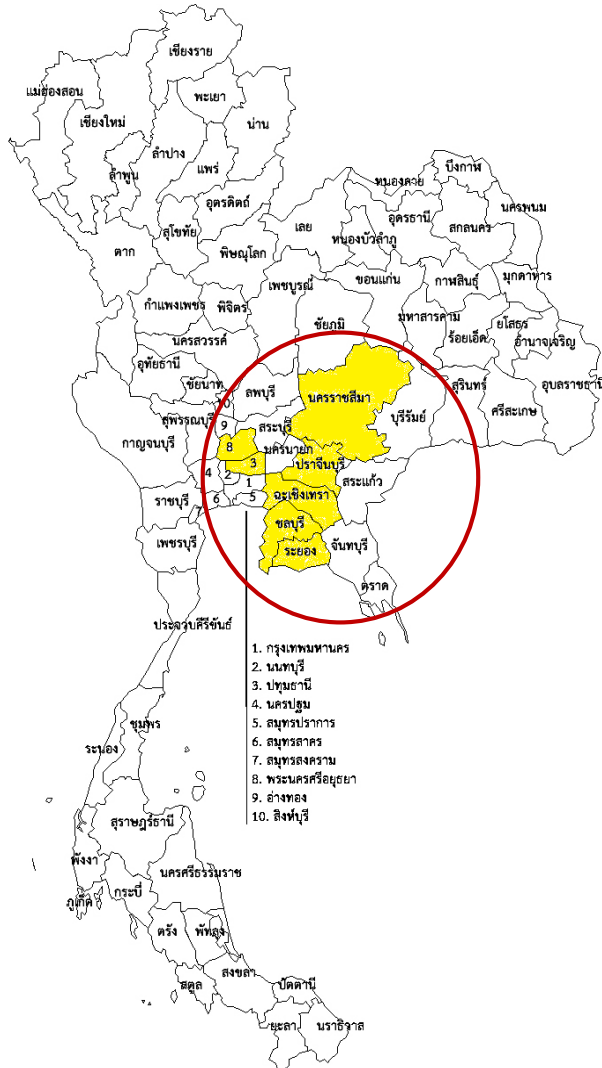 เชียงราย
แม่ฮ่องสอน
พะเยา
เชียงใหม่
น่าน
ลำปาง
แพร่
ลำพูน
บึงกาฬ
หนองคาย
อุตรดิตถ์
นครพนม
อุดรธานี
เลย
สกลนคร
สุโขทัย
หนองบัวลำภู
ตาก
พิษณุโลก
ขอนแก่น
กาฬสินธุ์
มุกดาหาร
เพชรบูรณ์
กำแพงเพชร
พิจิตร
มหาสารคาม
ชัยภูมิ
ยโสธร
นครสวรรค์
ร้อยเอ็ด
อำนาจเจริญ
อุทัยธานี
ชัยนาท
ลพบุรี
สุรินทร์
อุบลราชธานี
นครราชสีมา
10
สุพรรณบุรี
บุรีรัมย์
ศรีสะเกษ
9
สระบุรี
กาญจนบุรี
8
นครนายก
3
ปราจีนบุรี
4
2
สระแก้ว
1
ราชบุรี
6
5
ฉะเชิงเทรา
ชลบุรี
เพชรบุรี
ระยอง
จันทบุรี
ตราด
ประจวบคีรีขันธ์
1. กรุงเทพมหานคร
2. นนทบุรี
3. ปทุมธานี
4. นครปฐม
5. สมุทรปราการ
6. สมุทรสาคร
7. สมุทรสงคราม
8. พระนครศรีอยุธยา
9. อ่างทอง
10. สิงห์บุรี
ชุมพร
ระนอง
สุราษฎร์ธานี
พังงา
นครศรีธรรมราช
กระบี่
ภูเก็ต
ตรัง
พัทลุง
สงขลา
สตูล
ปัตตานี
ยะลา
นราธิวาส